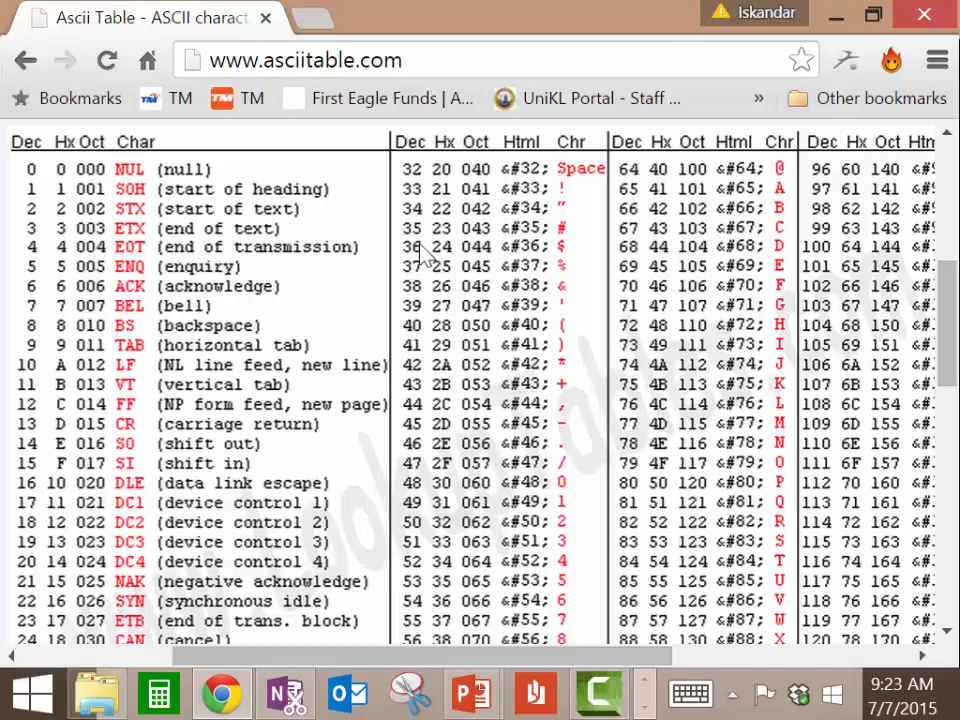 Ascii Table - ASCII charact
Iskandar
www.asciitable.com
Bookmarks TM TM First Eagle Funds | A... UniKL Portal - Staff ... » Other bookmarks
Dec Hx Oct Char Dec Hx Oct Html Chr Dec Hx Oct Html Chr Dec Hx Oct Htm
0 0 000 NUL (null) 32 20 040 &#32; Space 64 40 100 &#64; @ 96 60 140 &#
1 1 001 SOH (start of heading) 33 21 041 &#33; ! 65 41 101 &#65; A 97 61 141 &#
2 2 002 STX (start of text) 34 22 042 &#34; " 66 42 102 &#66; B 98 62 142 &#
3 3 003 ETX (end of text) 35 23 043 &#35; # 67 43 103 &#67; C 99 63 143 &#
4 4 004 EOT (end of transmission) 36 24 044 &#36; $ 68 44 104 &#68; D 100 64 144 &#
5 5 005 ENQ (enquiry) 37 25 045 &#37; % 69 45 105 &#69; E 101 65 145 &#
6 6 006 ACK (acknowledge) 38 26 046 &#38; & 70 46 106 &#70; F 102 66 146 &#
7 7 007 BEL (bell) 39 27 047 &#39; ' 71 47 107 &#71; G 103 67 147 &#
8 8 010 BS (backspace) 40 28 050 &#40; ( 72 48 110 &#72; H 104 68 150 &#
9 9 011 TAB (horizontal tab) 41 29 051 &#41; ) 73 49 111 &#73; I 105 69 151 &#
10 A 012 LF (NL line feed, new line) 42 2A 052 &#42; * 74 4A 112 &#74; J 106 6A 152 &#
11 B 013 VT (vertical tab) 43 2B 053 &#43; + 75 4B 113 &#75; K 107 6B 153 &#
12 C 014 FF (NP form feed, new page) 44 2C 054 &#44; , 76 4C 114 &#76; L 108 6C 154 &#
13 D 015 CR (carriage return) 45 2D 055 &#45; - 77 4D 115 &#77; M 109 6D 155 &#
14 E 016 SO (shift out) 46 2E 056 &#46; . 78 4E 116 &#78; N 110 6E 156 &#
15 F 017 SI (shift in) 47 2F 057 &#47; / 79 4F 117 &#79; O 111 6F 157 &#
16 10 020 DLE (data link escape) 48 30 060 &#48; 0 80 50 120 &#80; P 112 70 160 &#
17 11 021 DC1 (device control 1) 49 31 061 &#49; 1 81 51 121 &#81; Q 113 71 161 &#
18 12 022 DC2 (device control 2) 50 32 062 &#50; 2 82 52 122 &#82; R 114 72 162 &#
19 13 023 DC3 (device control 3) 51 33 063 &#51; 3 83 53 123 &#83; S 115 73 163 &#
20 14 024 DC4 (device control 4) 52 34 064 &#52; 4 84 54 124 &#84; T 116 74 164 &#
21 15 025 NAK (negative acknowledge) 53 35 065 &#53; 5 85 55 125 &#85; U 117 75 165 &#
22 16 026 SYN (synchronous idle) 54 36 066 &#54; 6 86 56 126 &#86; V 118 76 166 &#
23 17 027 ETB (end of trans. block) 55 37 067 &#55; 7 87 57 127 &#87; W 119 77 167 &#
24 18 030 CAN (cancel) 56 38 070 &#56; 8 88 58 130 &#88; X 120 78 170 &#
9:23 AM
7/7/2015